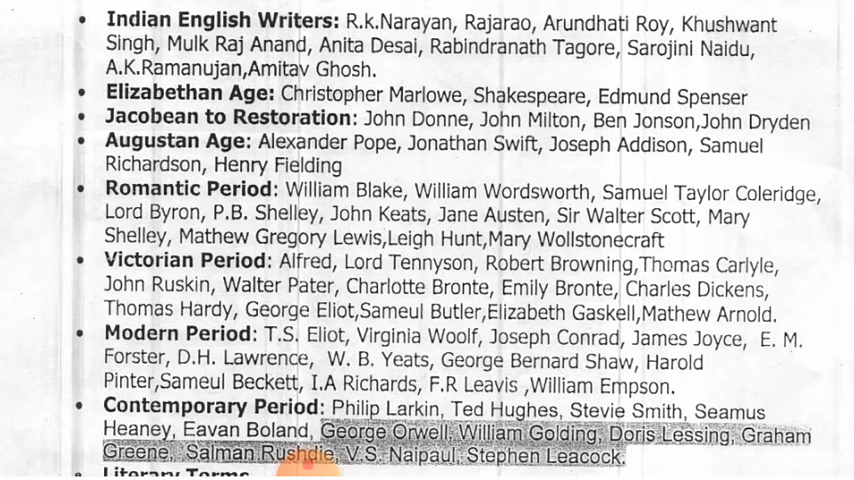 • Indian English Writers: R.k.Narayan, Rajarao, Arundhati Roy, Khushwant
Singh, Mulk Raj Anand, Anita Desai, Rabindranath Tagore, Sarojini Naidu,
A.K.Ramanujan,Amitav Ghosh.
• Elizabethan Age: Christopher Marlowe, Shakespeare, Edmund Spenser
• Jacobean to Restoration: John Donne, John Milton, Ben Jonson,John Dryden
• Augustan Age: Alexander Pope, Jonathan Swift, Joseph Addison, Samuel
Richardson, Henry Fielding
• Romantic Period: William Blake, William Wordsworth, Samuel Taylor Coleridge,
Lord Byron, P.B. Shelley, John Keats, Jane Austen, Sir Walter Scott, Mary
Shelley, Mathew Gregory Lewis,Leigh Hunt,Mary Wollstonecraft
• Victorian Period: Alfred, Lord Tennyson, Robert Browning,Thomas Carlyle,
John Ruskin, Walter Pater, Charlotte Bronte, Emily Bronte, Charles Dickens,
Thomas Hardy, George Eliot,Sameul Butler,Elizabeth Gaskell,Mathew Arnold.
• Modern Period: T.S. Eliot, Virginia Woolf, Joseph Conrad, James Joyce, E. M.
Forster, D.H. Lawrence, W. B. Yeats, George Bernard Shaw, Harold
Pinter,Sameul Beckett, I.A Richards, F.R Leavis ,William Empson.
• Contemporary Period: Philip Larkin, Ted Hughes, Stevie Smith, Seamus
Heaney, Eavan Boland, George Orwell, William Golding, Doris Lessing, Graham
Greene, Salman Rushdie, V.S. Naipaul, Stephen Leacock.
• Literary Terms